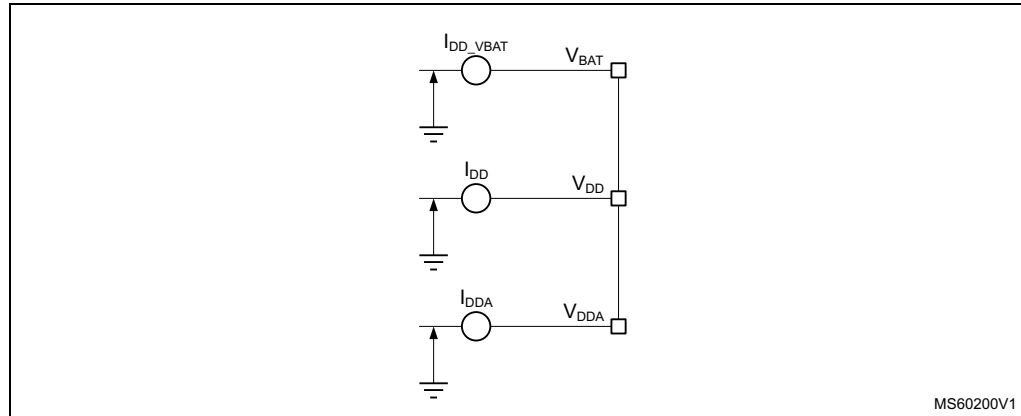 I_DD_VBAT
V_BAT
I_DD
V_DD
I_DDA
V_DDA
MS60200V1